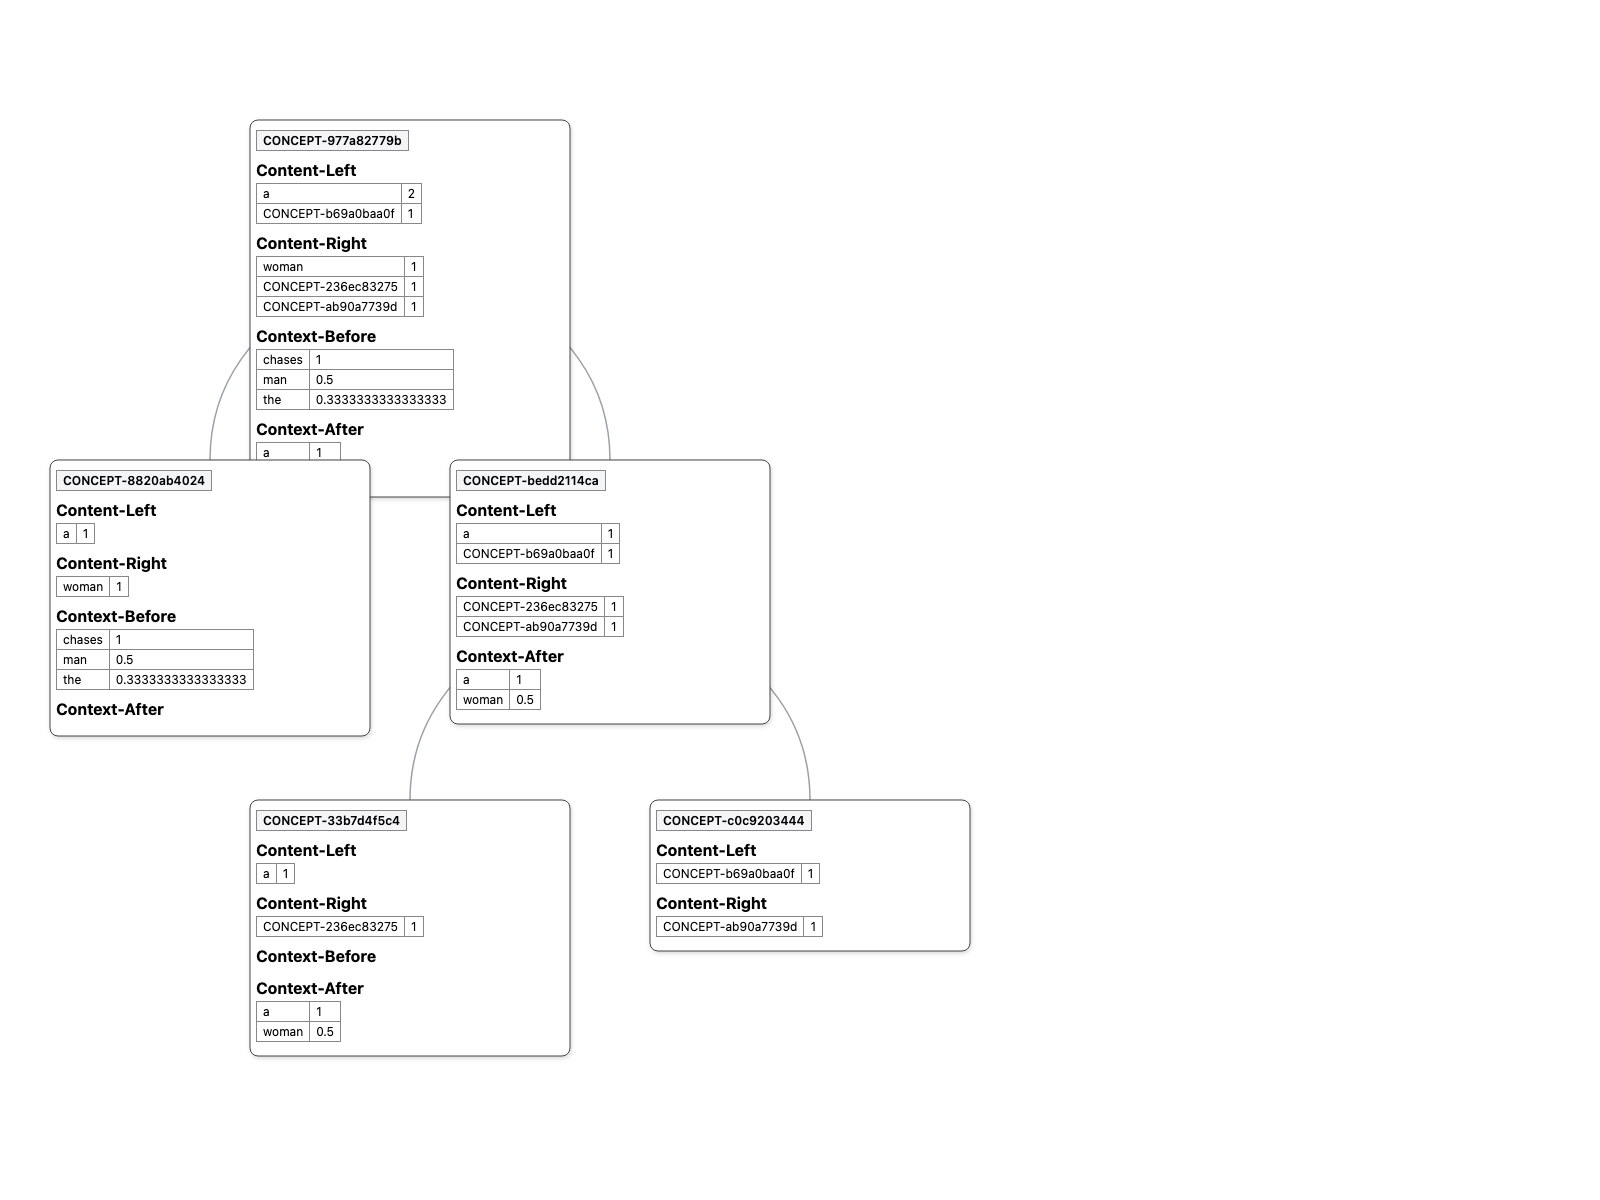 CONCEPT-977a82779b
Content-Left
a 2
CONCEPT-b69a0baa0f 1
Content-Right
woman 1
CONCEPT-236ec83275 1
CONCEPT-ab90a7739d 1
Context-Before
chases 1
man 0.5
the 0.3333333333333333
Context-After
a 1
CONCEPT-8820ab4024
Content-Left
a 1
Content-Right
woman 1
Context-Before
chases 1
man 0.5
the 0.3333333333333333
Context-After
CONCEPT-bedd2114ca
Content-Left
a 1
CONCEPT-b69a0baa0f 1
Content-Right
CONCEPT-236ec83275 1
CONCEPT-ab90a7739d 1
Context-After
a 1
woman 0.5
CONCEPT-33b7d4f5c4
Content-Left
a 1
Content-Right
CONCEPT-236ec83275 1
Context-Before
Context-After
a 1
woman 0.5
CONCEPT-c0c9203444
Content-Left
CONCEPT-b69a0baa0f 1
Content-Right
CONCEPT-ab90a7739d 1